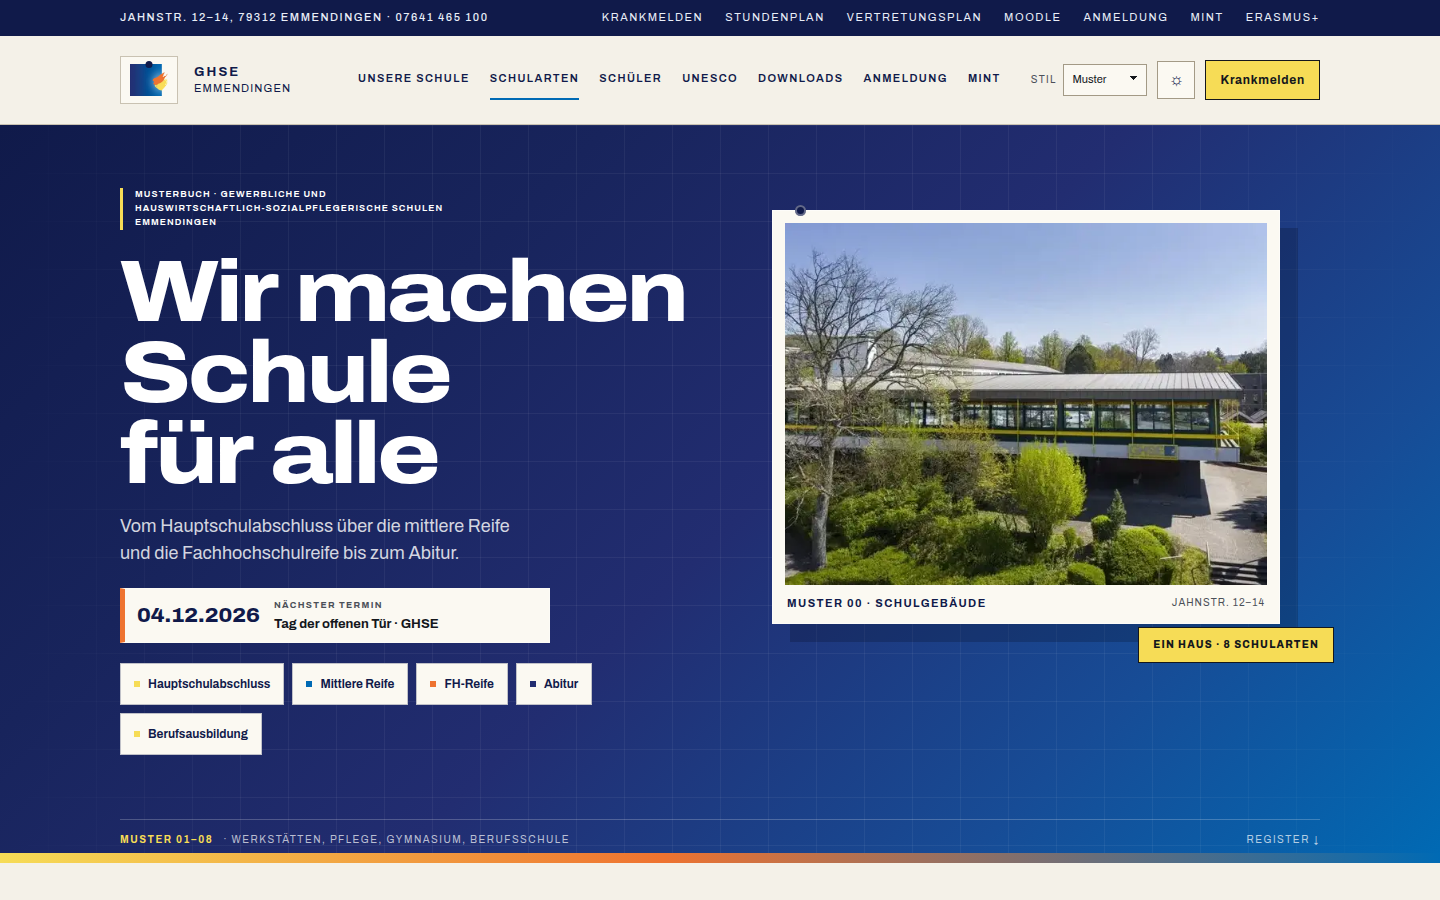 JAHNSTR. 12–14, 79312 EMMENDINGEN · 07641 465 100
KRANKMELDEN STUNDENPLAN VERTRETUNGSPLAN MOODLE ANMELDUNG MINT ERASMUS+
GHSE
EMMENDINGEN
UNSERE SCHULE SCHULARTEN SCHÜLER UNESCO DOWNLOADS ANMELDUNG MINT
STIL Muster
Krankmelden
MUSTERBUCH · GEWERBLICHE UND
HAUSWIRTSCHAFTLICH-SOZIALPFLEGERISCHE SCHULEN
EMMENDINGEN
Wir machen
Schule
für alle
Vom Hauptschulabschluss über die mittlere Reife
und die Fachhochschulreife bis zum Abitur.
04.12.2026
NÄCHSTER TERMIN
Tag der offenen Tür · GHSE
Hauptschulabschluss Mittlere Reife FH-Reife Abitur
Berufsausbildung
MUSTER 00 · SCHULGEBÄUDE
JAHNSTR. 12–14
EIN HAUS · 8 SCHULARTEN
MUSTER 01–08 · WERKSTÄTTEN, PFLEGE, GYMNASIUM, BERUFSSCHULE
REGISTER ↓